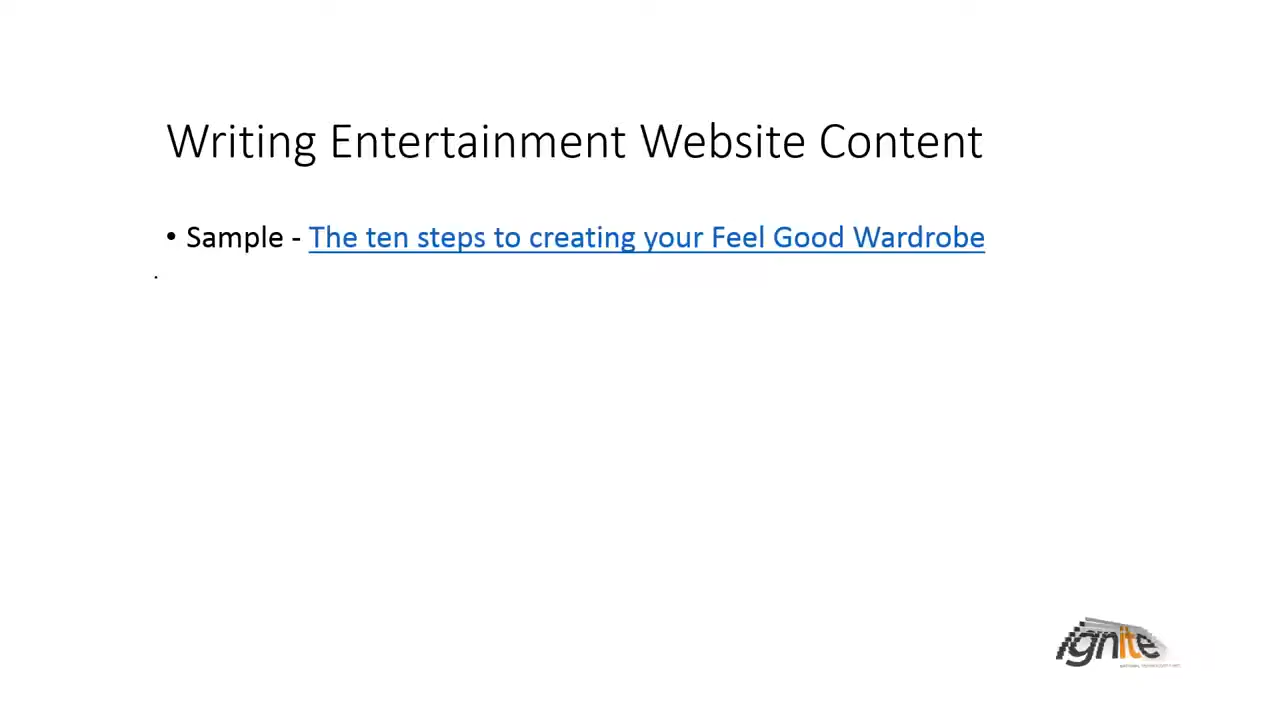 Writing Entertainment Website Content
• Sample - The ten steps to creating your Feel Good Wardrobe
.
ignite